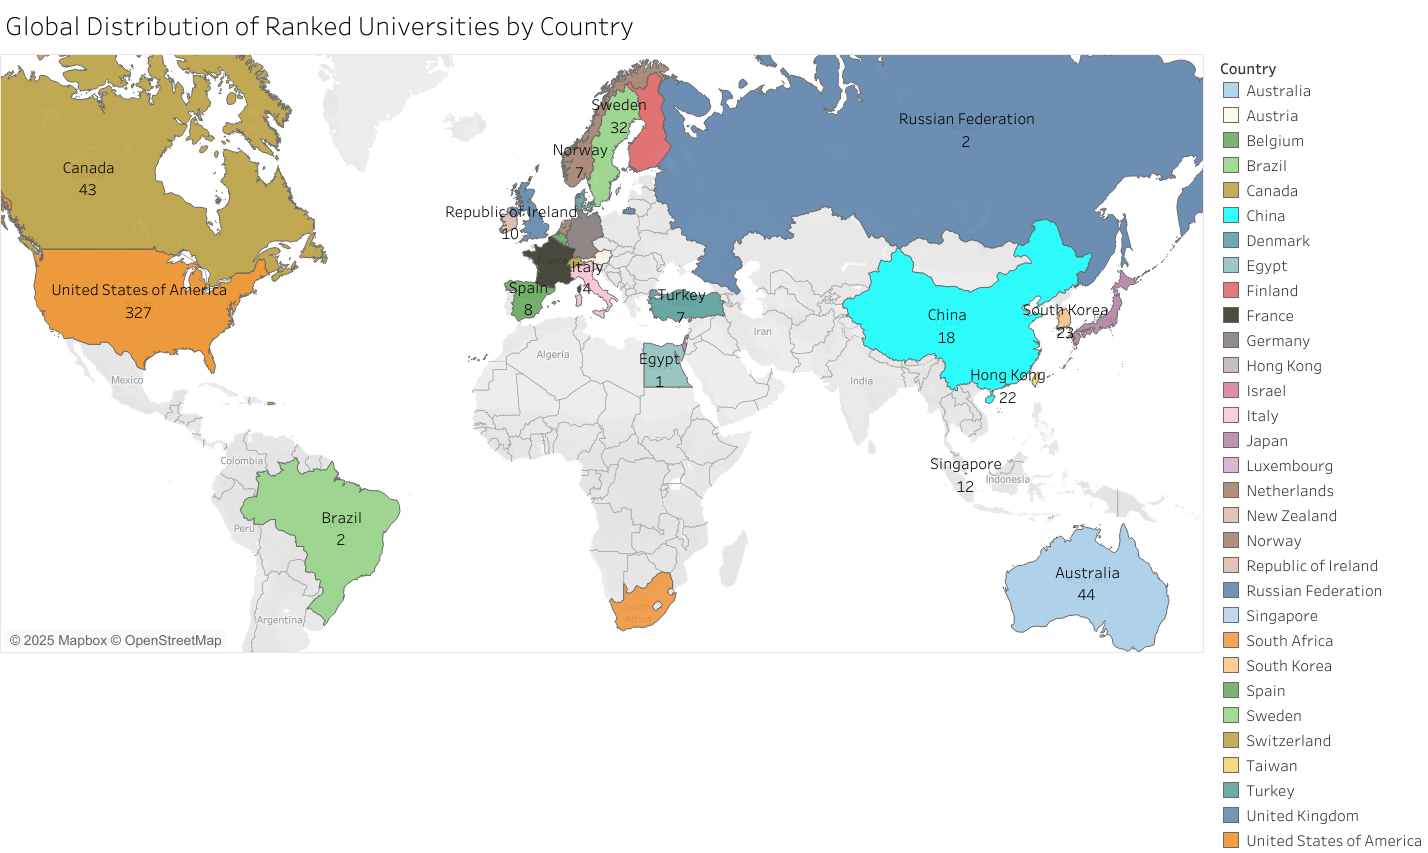 Global Distribution of Ranked Universities by Country
Canada
43
United States of America
327
Mexico
Colombia
Peru
Brazil
2
Argentina
Sweden
32
Norway
7
Republic of Ireland
10
France
Italy
4
Spain
8
Turkey
7
Russian Federation
2
Algeria
Egypt
1
Iran
India
China
18
South Korea
23
Hong Kong
22
Singapore
12
Indonesia
South
Africa
Australia
44
© 2025 Mapbox © OpenStreetMap
Country
Australia
Austria
Belgium
Brazil
Canada
China
Denmark
Egypt
Finland
France
Germany
Hong Kong
Israel
Italy
Japan
Luxembourg
Netherlands
New Zealand
Norway
Republic of Ireland
Russian Federation
Singapore
South Africa
South Korea
Spain
Sweden
Switzerland
Taiwan
Turkey
United Kingdom
United States of America